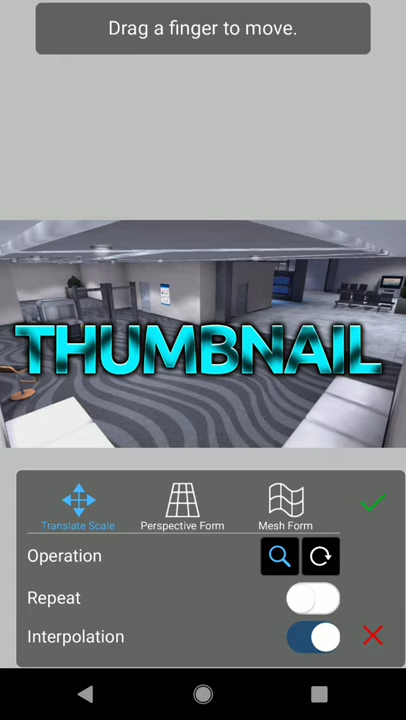 Drag a finger to move.
THUMBNAIL
Translate Scale
Perspective Form
Mesh Form
Operation
Repeat
Interpolation